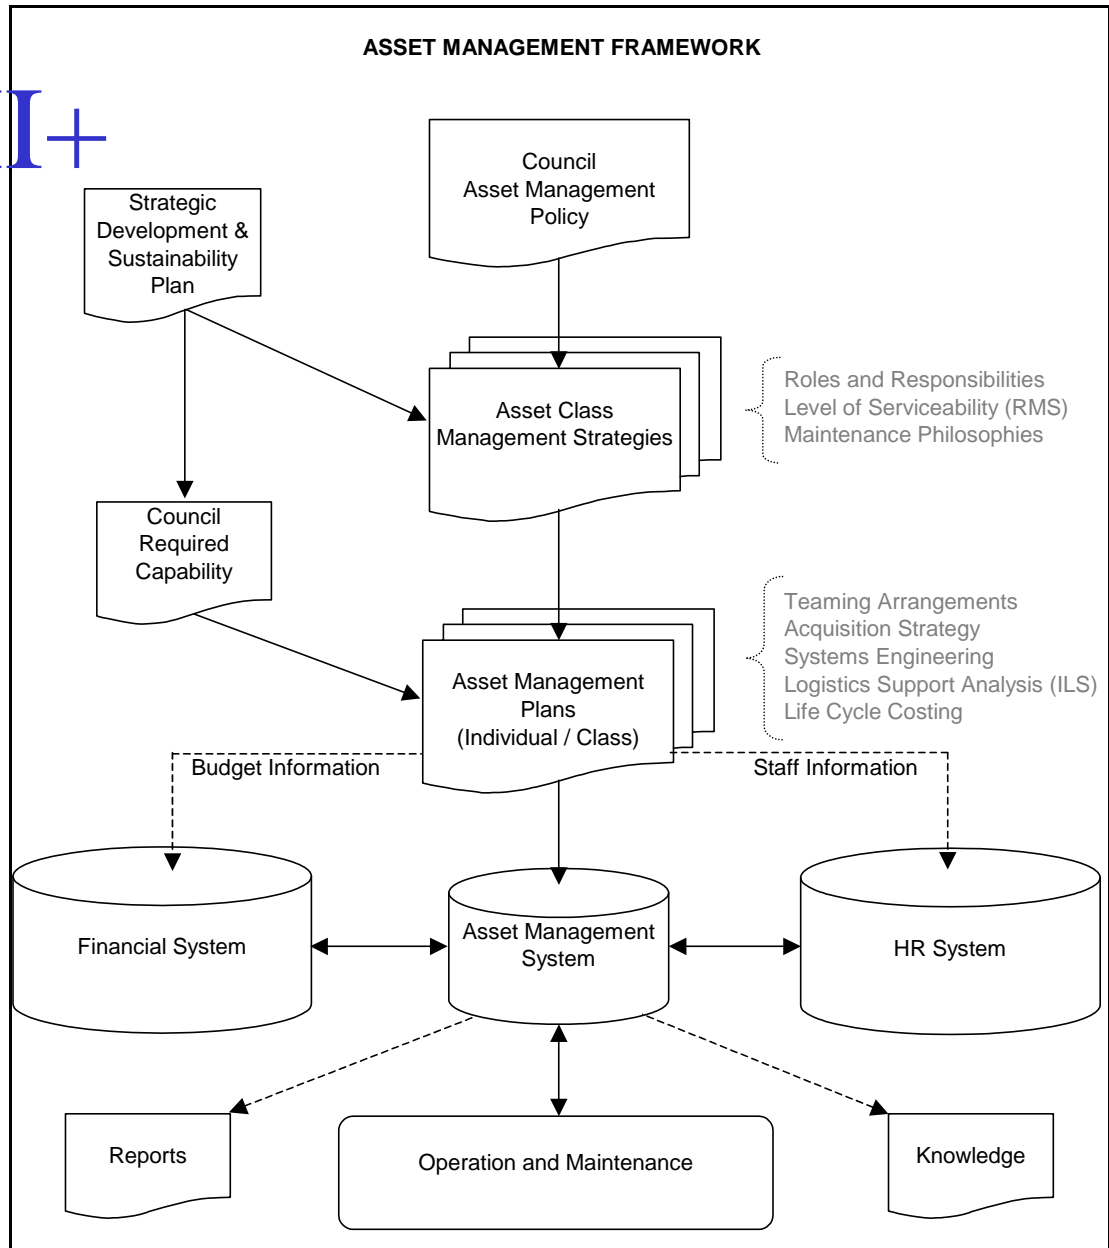 ASSET MANAGEMENT FRAMEWORK
I+
Council
Asset Management
Policy
Strategic
Development &
Sustainability
Plan
Asset Class
Management Strategies
Roles and Responsibilities
Level of Serviceability (RMS)
Maintenance Philosophies
Council
Required
Capability
Asset Management
Plans
(Individual / Class)
Teaming Arrangements
Acquisition Strategy
Systems Engineering
Logistics Support Analysis (ILS)
Life Cycle Costing
Budget Information
Staff Information
Financial System
Asset Management
System
HR System
Reports
Operation and Maintenance
Knowledge